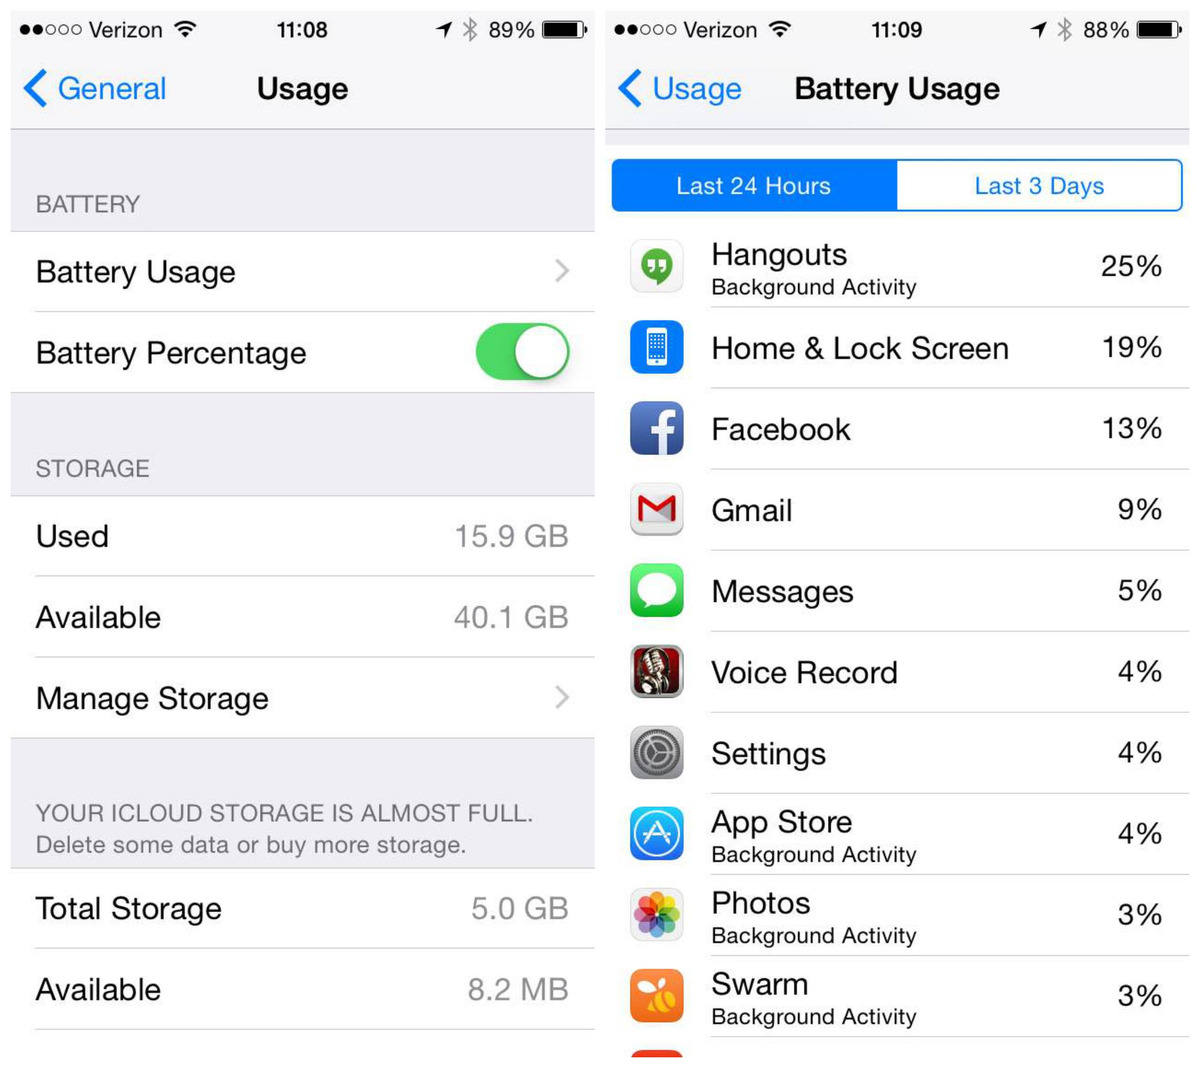 Verizon 11:08 89%
General Usage
BATTERY
Battery Usage
Battery Percentage
STORAGE
Used 15.9 GB
Available 40.1 GB
Manage Storage
YOUR ICLOUD STORAGE IS ALMOST FULL.
Delete some data or buy more storage.
Total Storage 5.0 GB
Available 8.2 MB
Verizon 11:09 88%
Usage Battery Usage
Last 24 Hours Last 3 Days
Hangouts 25%
Background Activity
Home & Lock Screen 19%
Facebook 13%
Gmail 9%
Messages 5%
Voice Record 4%
Settings 4%
App Store 4%
Background Activity
Photos 3%
Background Activity
Swarm 3%
Background Activity